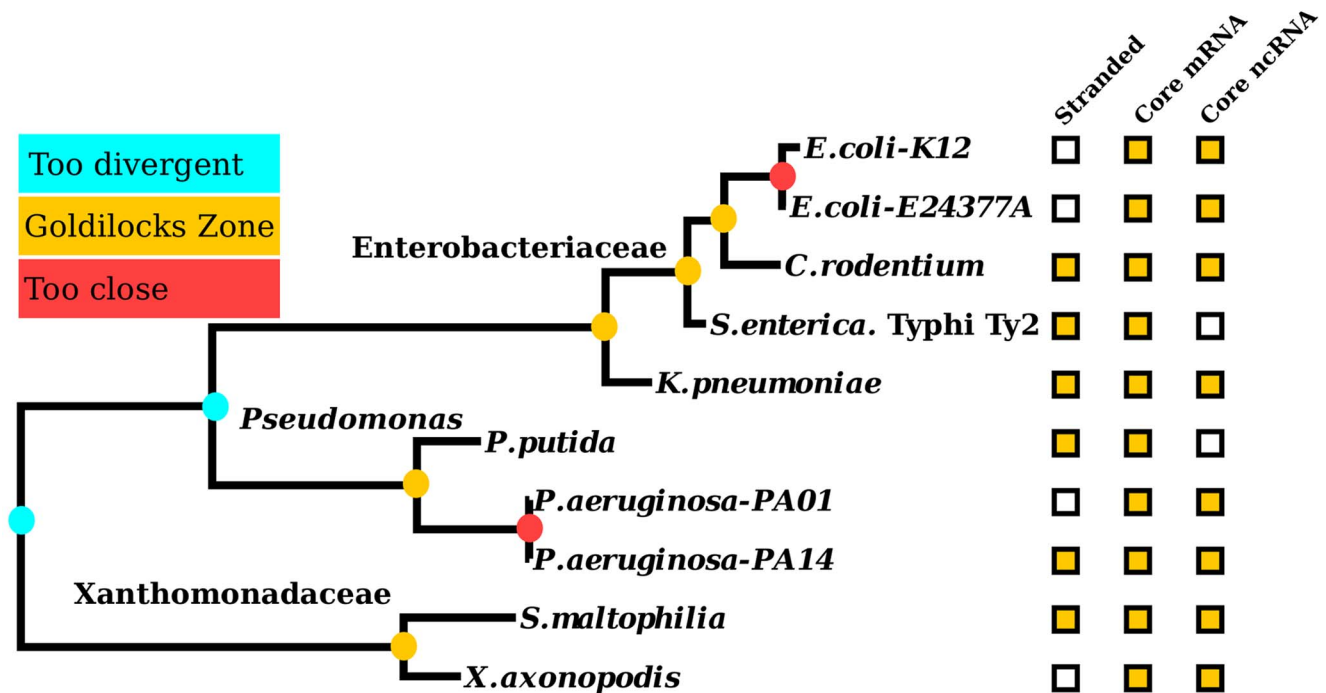 Stranded
Core mRNA
Core ncRNA
Too divergent
Goldilocks Zone
Too close
E.coli-K12
E.coli-E24377A
Enterobacteriaceae
C.rodentium
S.enterica. Typhi Ty2
K.pneumoniae
Pseudomonas
P.putida
P.aeruginosa-PA01
P.aeruginosa-PA14
Xanthomonadaceae
S.maltophilia
X.axonopodis